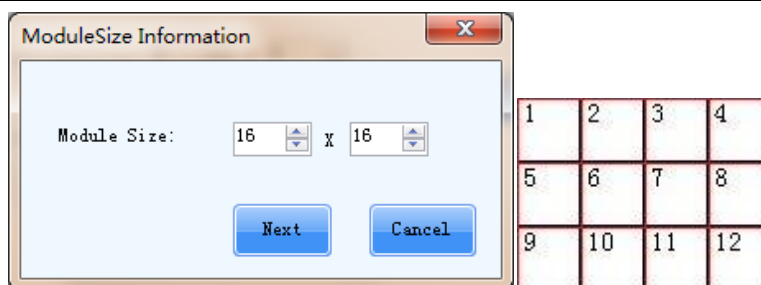 ModuleSize Information
Module Size: 16 X 16
Next Cancel
1 2 3 4
5 6 7 8
9 10 11 12